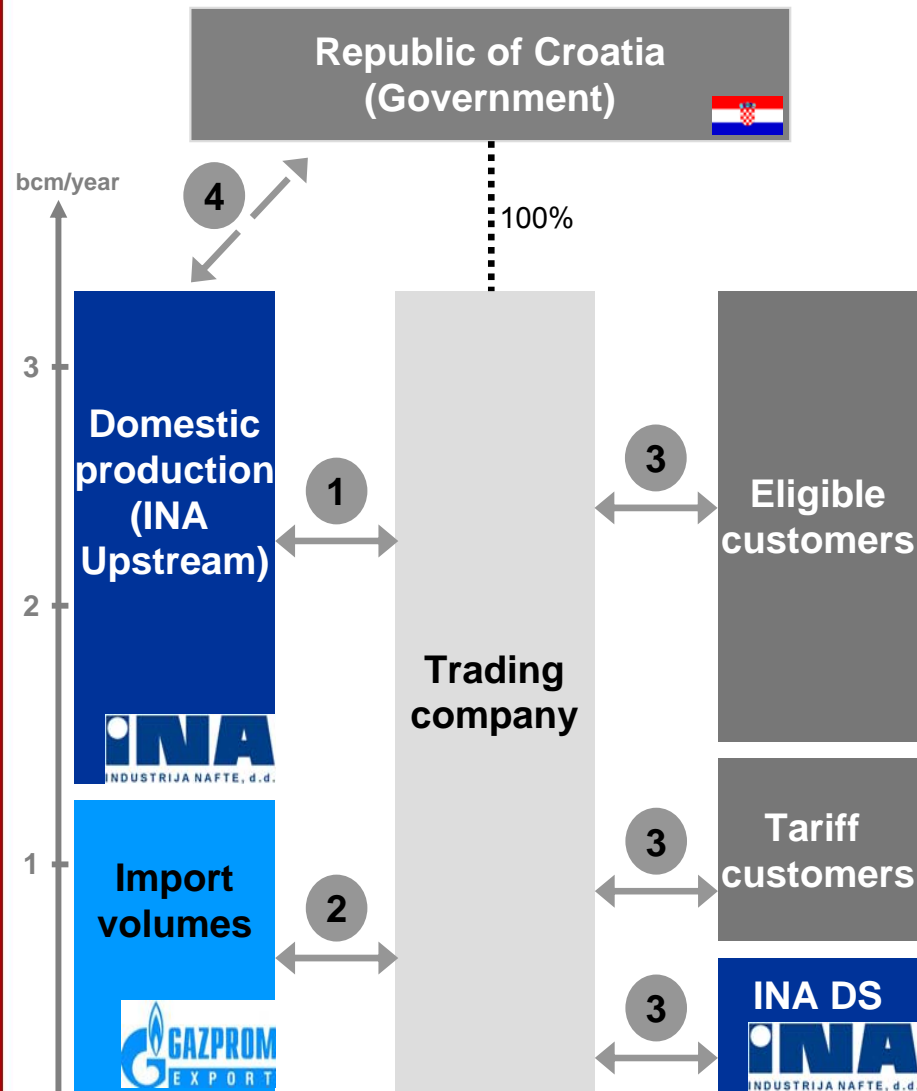 Republic of Croatia
(Government)
bcm/year
4
100%
3
Domestic
production
(INA
Upstream)
1
3
Eligible
customers
2
Trading
company
INA
INDUSTRIJA NAFTE, d.d.
1
Import
volumes
2
3
Tariff
customers
GAZPROM
EXPORT
3
INA DS
INA
INDUSTRIJA NAFTE, d.d.